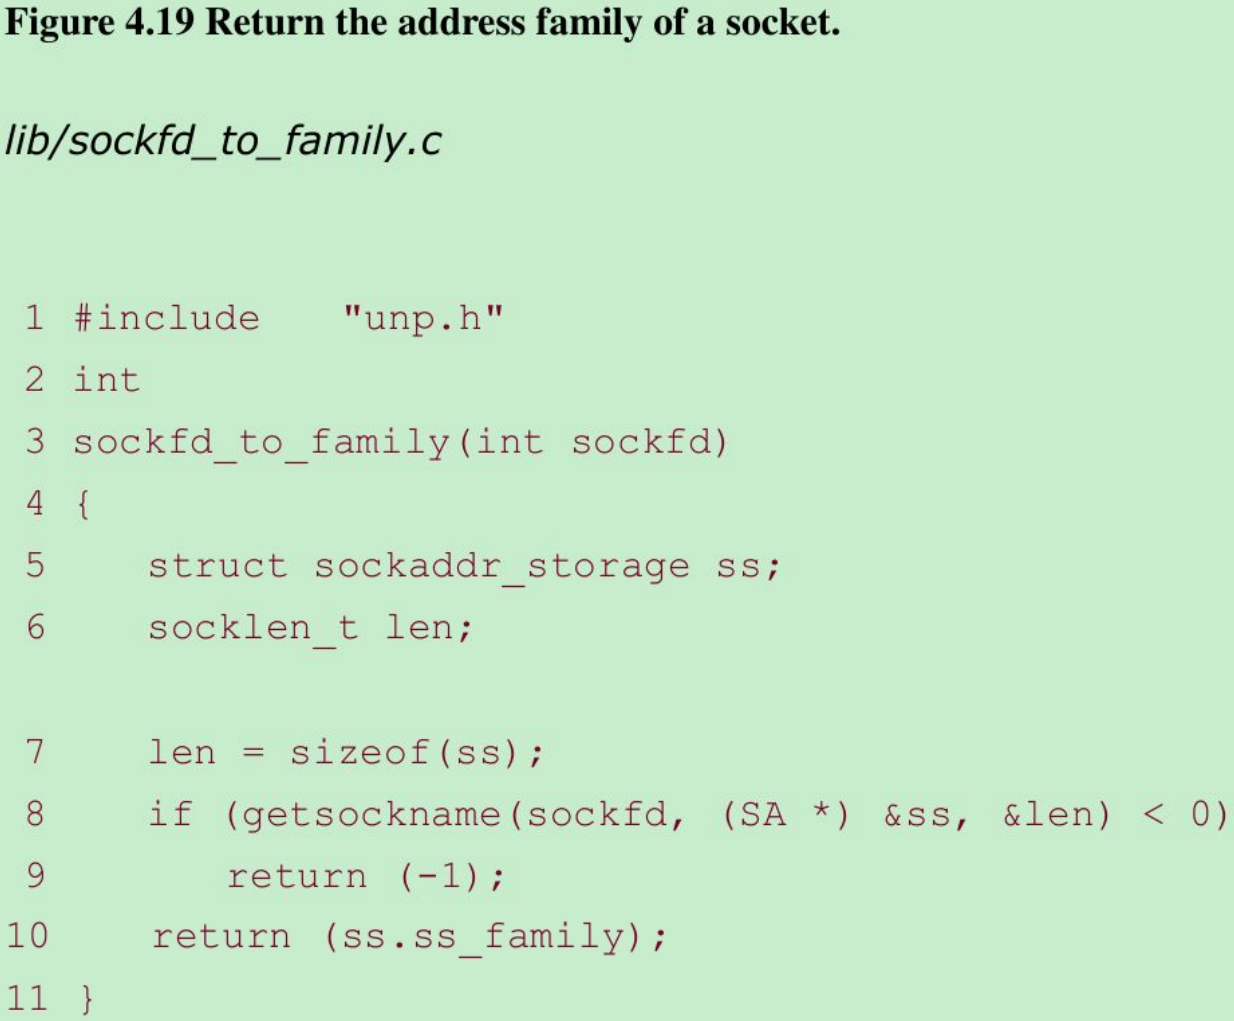 Figure 4.19 Return the address family of a socket.
lib/sockfd_to_family.c
1 #include    "unp.h"
2 int
3 sockfd_to_family(int sockfd)
4 {
5     struct sockaddr_storage ss;
6     socklen_t len;
7     len = sizeof(ss);
8     if (getsockname(sockfd, (SA *) &ss, &len) < 0)
9         return (-1);
10     return (ss.ss_family);
11 }